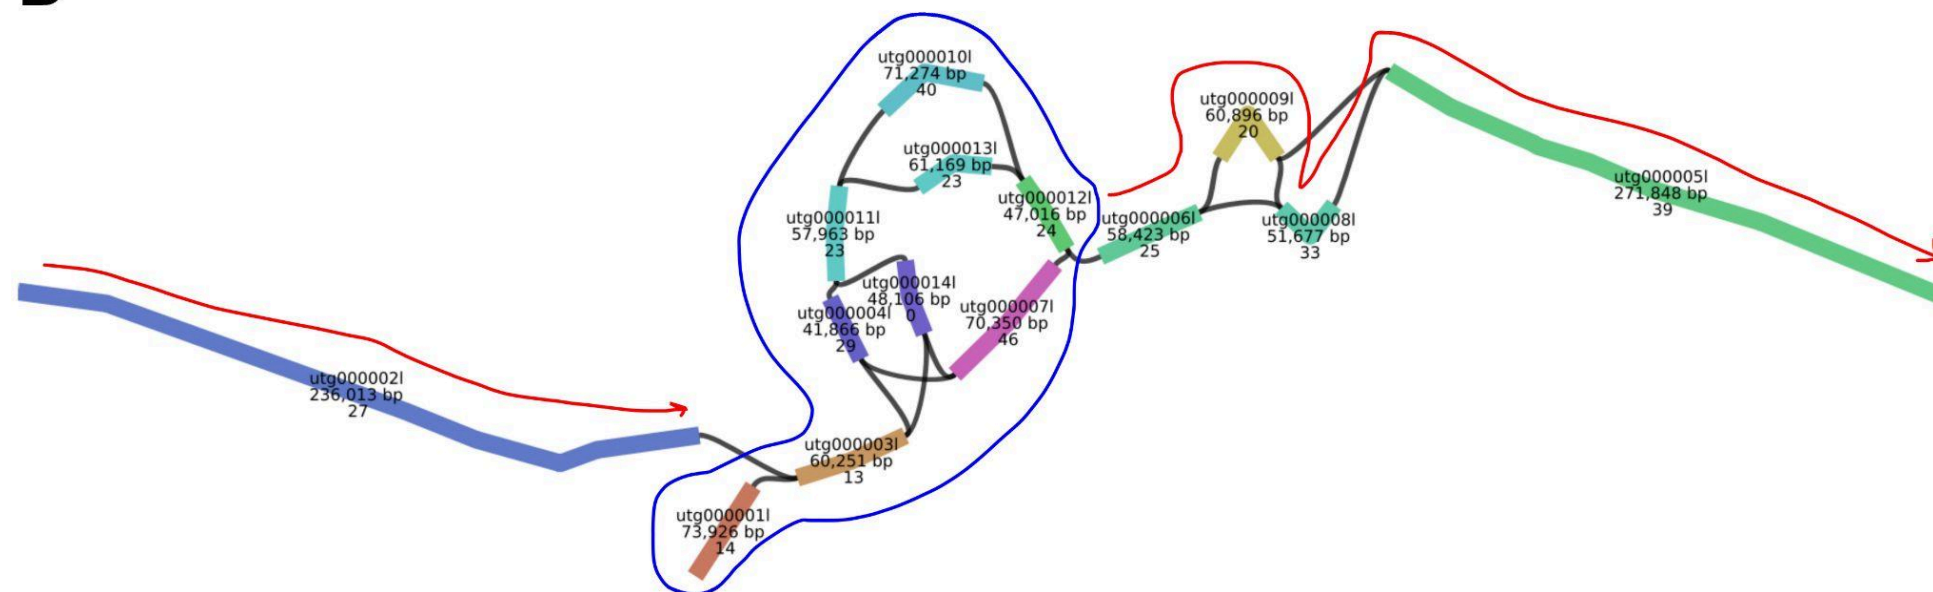 utg000010l
71,274 bp
40
utg000009l
60,896 bp
20
utg000013l
61,169 bp
23
utg000012l
47,016 bp
24
utg000005l
271,848 bp
39
utg000011l
57,963 bp
23
utg000006l
58,423 bp
25
utg000008l
51,677 bp
33
utg000014l
48,106 bp
0
utg000004l
41,866 bp
29
utg000007l
70,350 bp
46
utg000002l
236,013 bp
27
utg000003l
60,251 bp
13
utg000001l
73,926 bp
14